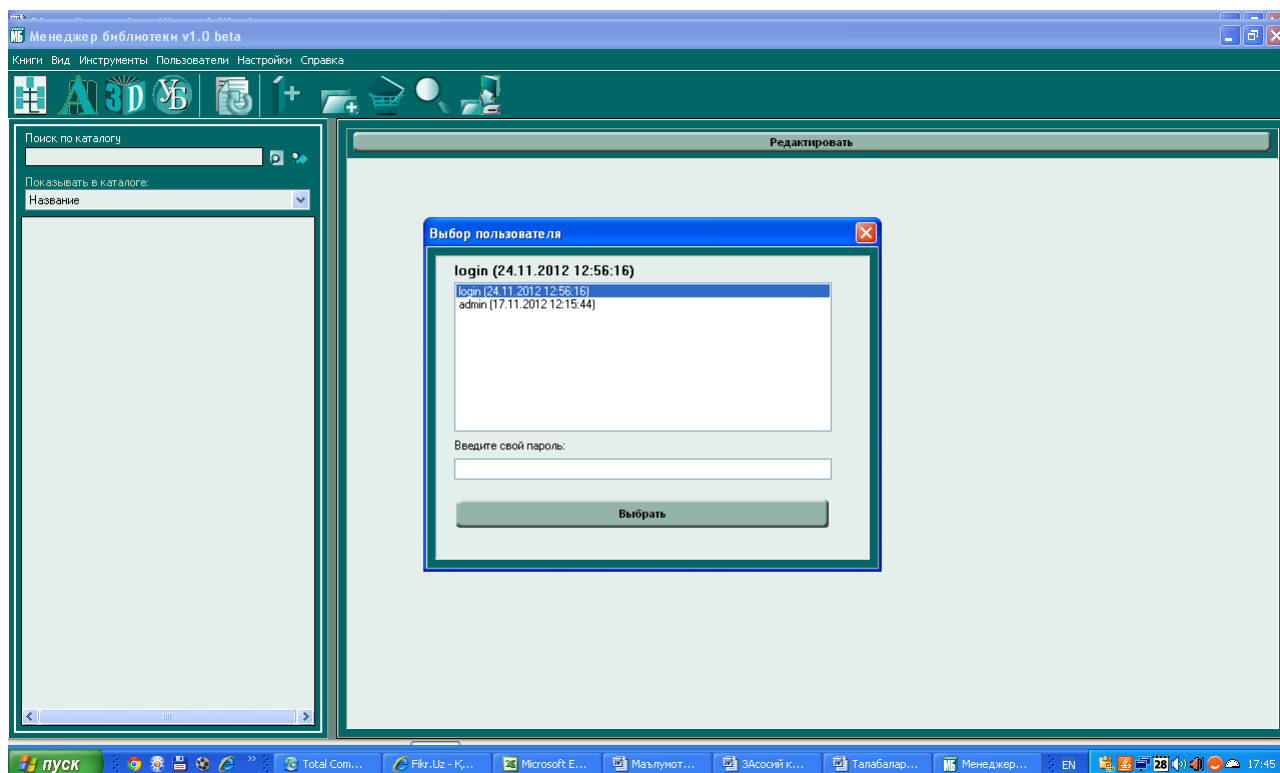 Менеджер библиотеки v1.0 beta
Книги Вид Инструменты Пользователи Настройки Справка
3D УБ
Поиск по каталогу
Показывать в каталоге:
Название
Редактировать
Выбор пользователя
login (24.11.2012 12:56:16)
login (24.11.2012 12:56:16)
admin (17.11.2012 12:15:44)
Введите свой пароль:
Выбрать
пуск Total Com... Fikr.Uz - Қ... Microsoft E... Маълумот... 3Асосий к... Талабалар... Менеджер... EN 28 17:45